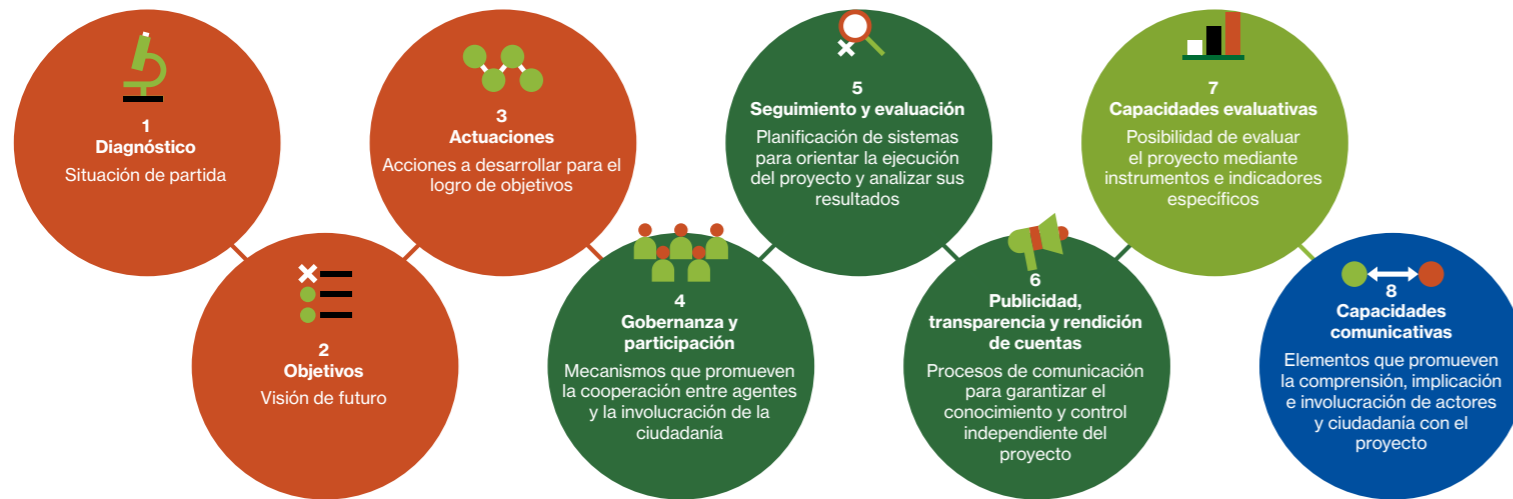 1
Diagnóstico
Situación de partida
2
Objetivos
Visión de futuro
3
Actuaciones
Acciones a desarrollar para el
logro de objetivos
4
Gobernanza y
participación
Mecanismos que promueven
la cooperación entre agentes
y la involucración de la
ciudadanía
5
Seguimiento y evaluación
Planificación de sistemas
para orientar la ejecución
del proyecto y analizar sus
resultados
6
Publicidad,
transparencia y rendición
de cuentas
Procesos de comunicación
para garantizar el
conocimiento y control
independiente del
proyecto
7
Capacidades evaluativas
Posibilidad de evaluar
el proyecto mediante
instrumentos e indicadores
específicos
8
Capacidades
comunicativas
Elementos que promueven
la comprensión, implicación
e involucración de actores
y ciudadanía con el
proyecto